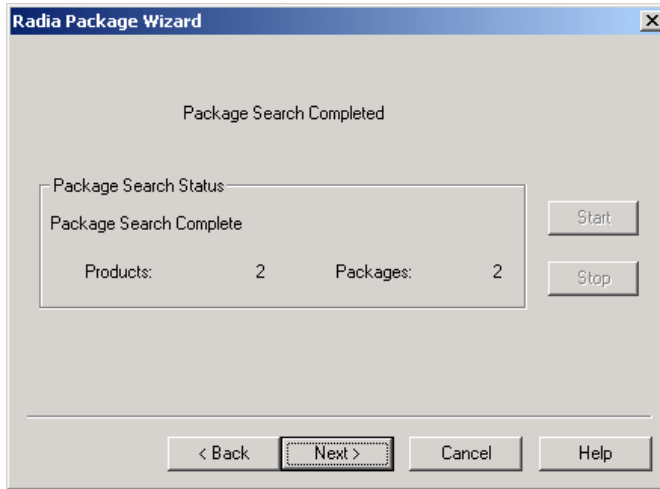 Radia Package Wizard
Package Search Completed
Package Search Status
Package Search Complete
Products: 2 Packages: 2
Start
Stop
< Back Next > Cancel Help